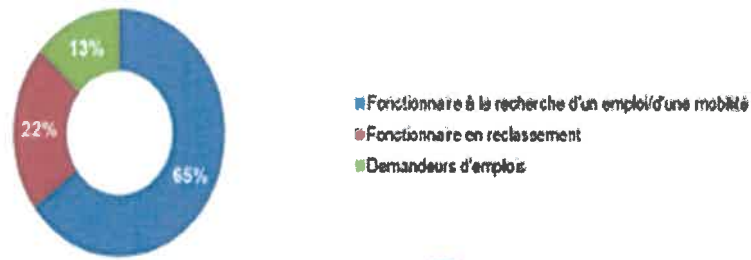 13%
22%
65%
Fonctionnaire à la recherche d'un emploi/d'une mobilité
Fonctionnaire en reclassement
Demandeurs d'emplois